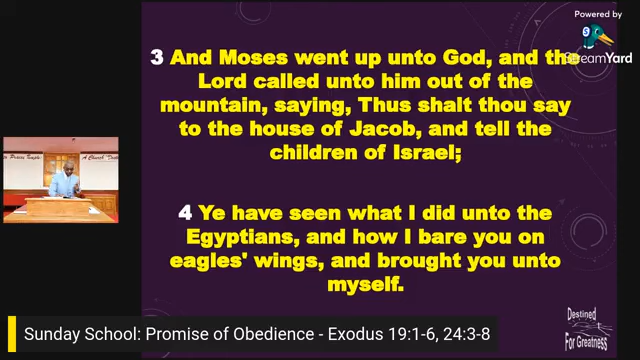 Powered by
StreamYard
3 And Moses went up unto God, and the
Lord called unto him out of the
mountain, saying, Thus shalt thou say
to the house of Jacob, and tell the
children of Israel;
4 Ye have seen what I did unto the
Egyptians, and how I bare you on
eagles' wings, and brought you unto
myself.
Destined
For Greatness
Sunday School: Promise of Obedience - Exodus 19:1-6, 24:3-8